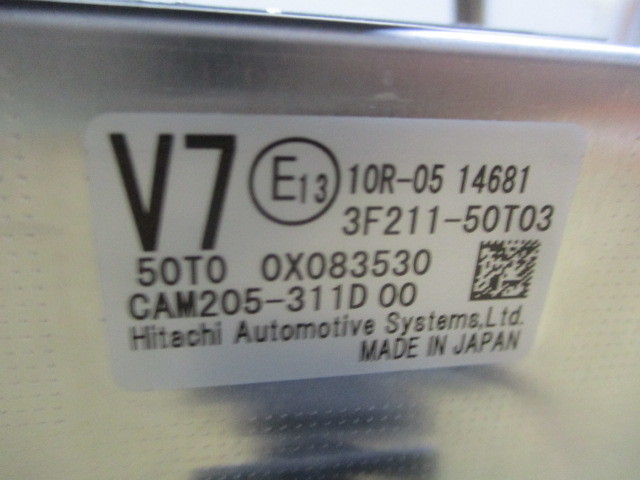 V7 E13 10R-05 14681
3F211-50T03
50T0 0X083530
CAM205-311D 00
Hitachi Automotive Systems,Ltd.
MADE IN JAPAN